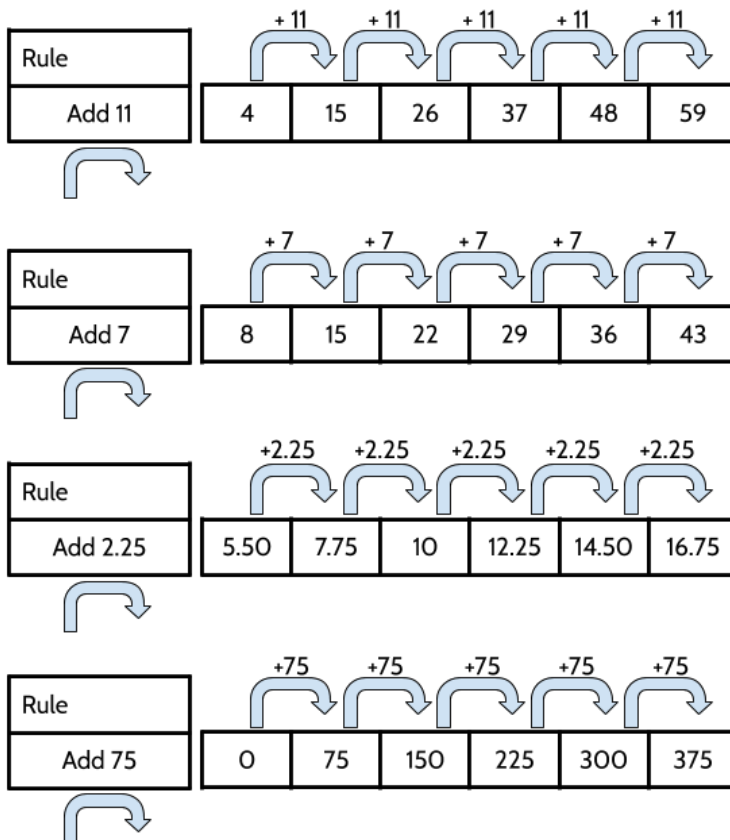 + 11 + 11 + 11 + 11 + 11
Rule
Add 11 4 15 26 37 48 59
+ 7 + 7 + 7 + 7 + 7
Rule
Add 7 8 15 22 29 36 43
+2.25 +2.25 +2.25 +2.25 +2.25
Rule
Add 2.25 5.50 7.75 10 12.25 14.50 16.75
+75 +75 +75 +75 +75
Rule
Add 75 0 75 150 225 300 375